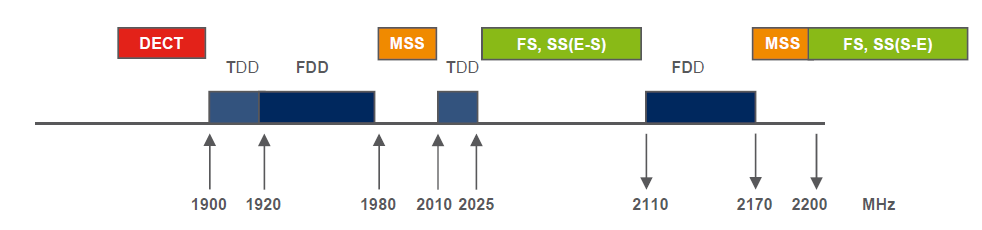 DECT
MSS
FS, SS(E-S)
MSS
FS, SS(S-E)
TDD
FDD
TDD
FDD
1900
1920
1980
2010
2025
2110
2170
2200
MHz